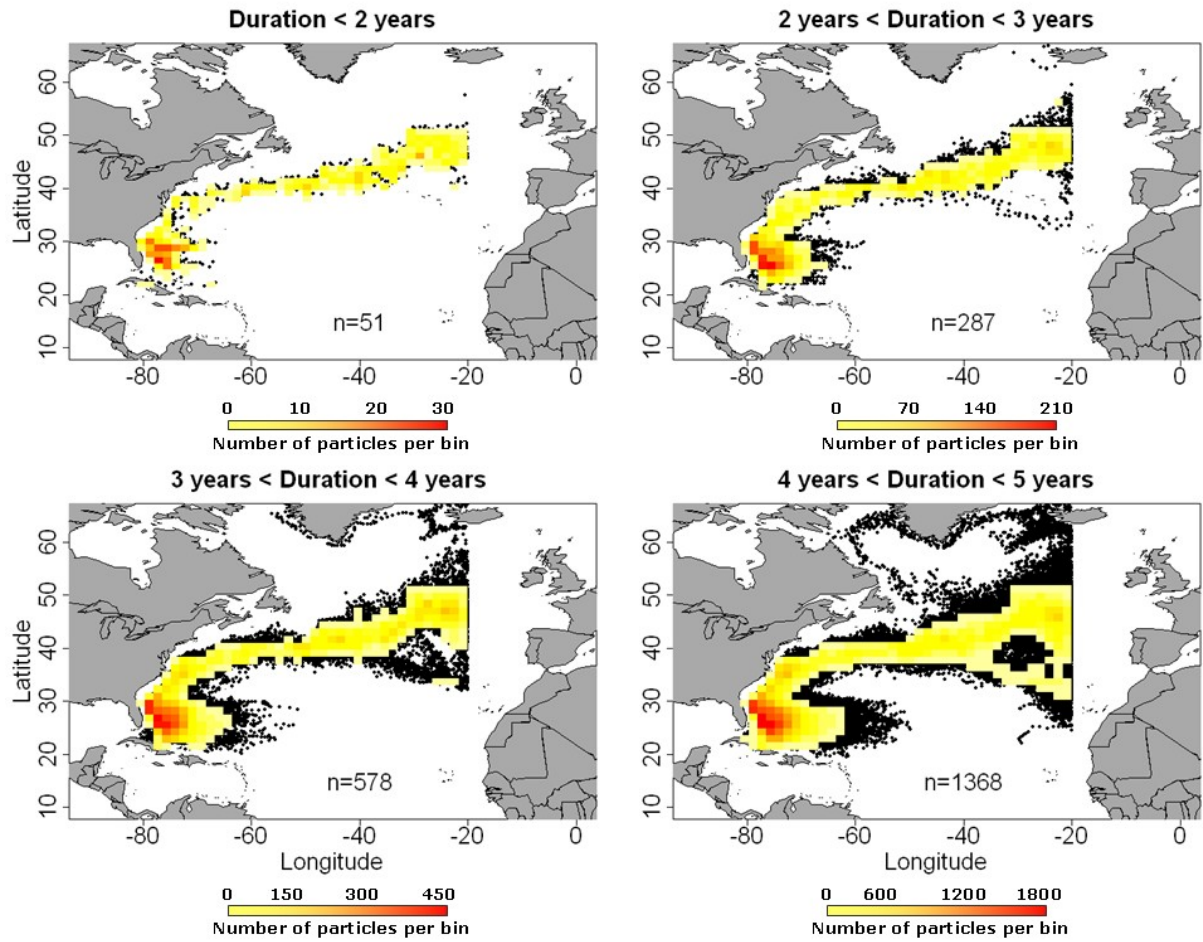 Duration < 2 years
2 years < Duration < 3 years
Latitude
10 20 30 40 50 60
n=51
n=287
-80 -60 -40 -20 0
-80 -60 -40 -20 0
0 10 20 30
Number of particles per bin
0 70 140 210
Number of particles per bin
3 years < Duration < 4 years
4 years < Duration < 5 years
Latitude
10 20 30 40 50 60
10 20 30 40 50 60
10 20 30 40 50 60
n=578
n=1368
-80 -60 -40 -20 0
-80 -60 -40 -20 0
Longitude
Longitude
0 150 300 450
Number of particles per bin
0 600 1200 1800
Number of particles per bin